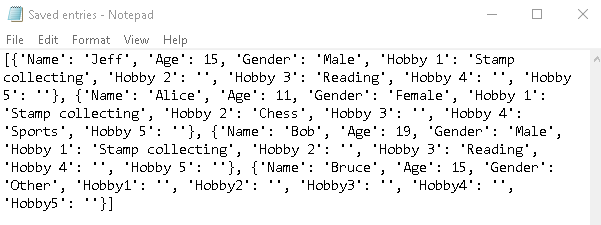 Saved entries - Notepad
File Edit Format View Help
[{'Name': 'Jeff', 'Age': 15, 'Gender': 'Male', 'Hobby 1': 'Stamp
collecting', 'Hobby 2': '', 'Hobby 3': 'Reading', 'Hobby 4': '', 'Hobby
5': ''}, {'Name': 'Alice', 'Age': 11, 'Gender': 'Female', 'Hobby 1':
'Stamp collecting', 'Hobby 2': 'Chess', 'Hobby 3': '', 'Hobby 4':
'Sports', 'Hobby 5': ''}, {'Name': 'Bob', 'Age': 19, 'Gender': 'Male',
'Hobby 1': 'Stamp collecting', 'Hobby 2': '', 'Hobby 3': 'Reading',
'Hobby 4': '', 'Hobby 5': ''}, {'Name': 'Bruce', 'Age': 15, 'Gender':
'Other', 'Hobby1': '', 'Hobby2': '', 'Hobby3': '', 'Hobby4': '',
'Hobby5': ''}]